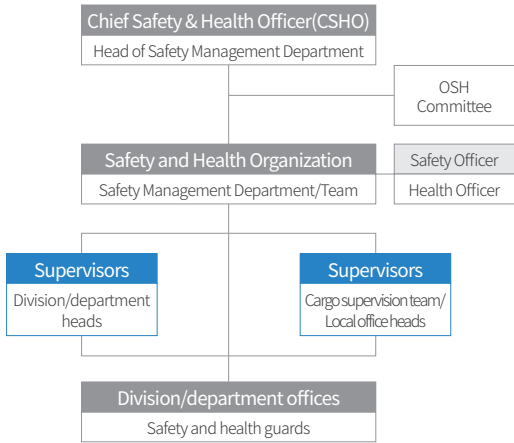 Chief Safety & Health Officer(CSHO)
Head of Safety Management Department
OSH
Committee
Safety and Health Organization
Safety Management Department/Team
Safety Officer
Health Officer
Supervisors
Division/department
heads
Supervisors
Cargo supervision team/
Local office heads
Division/department offices
Safety and health guards